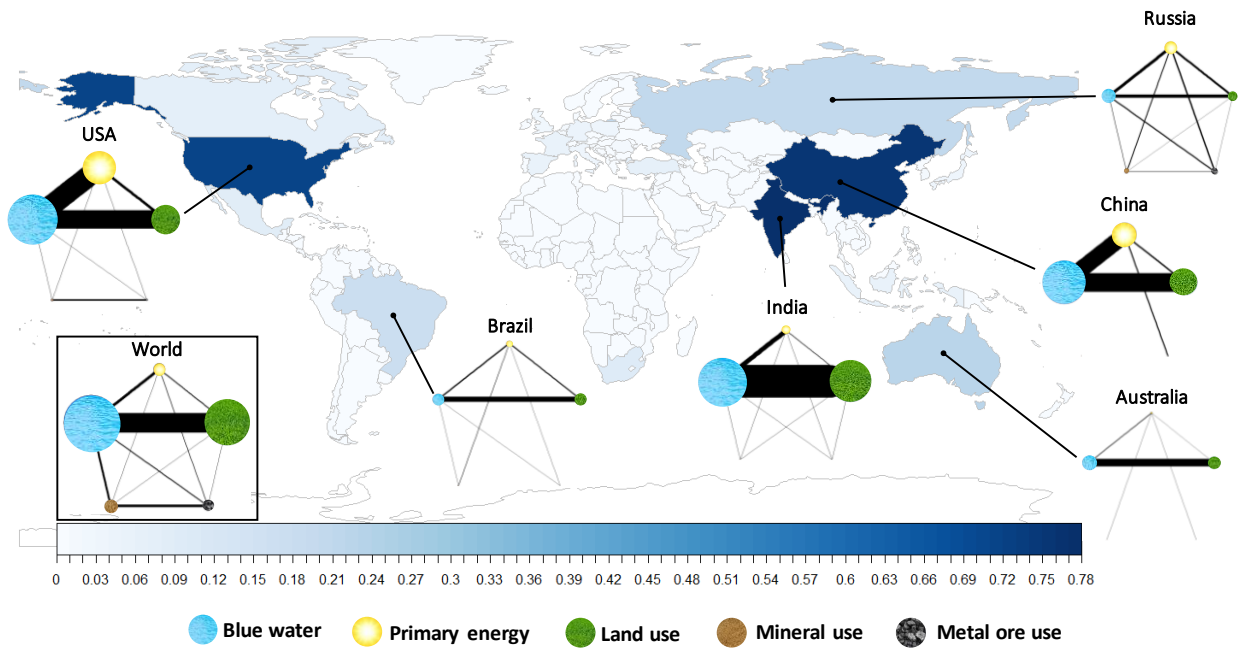 Russia
USA
China
India
Brazil
World
Australia
0 0.03 0.06 0.09 0.12 0.15 0.18 0.21 0.24 0.27 0.3 0.33 0.36 0.39 0.42 0.45 0.48 0.51 0.54 0.57 0.6 0.63 0.66 0.69 0.72 0.75 0.78
Blue water Primary energy Land use Mineral use Metal ore use